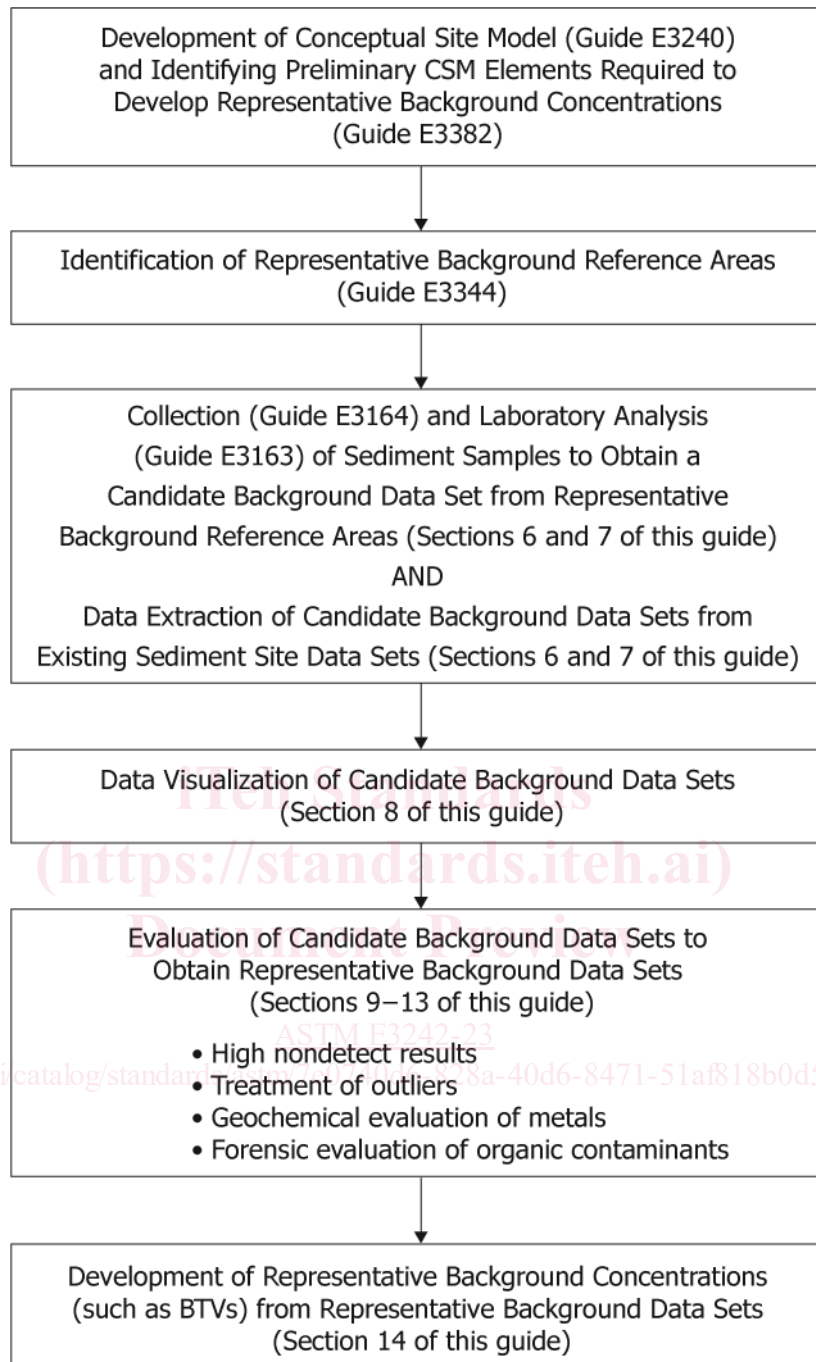 Development of Conceptual Site Model (Guide E3240)
and Identifying Preliminary CSM Elements Required to
Develop Representative Background Concentrations
(Guide E3382)
Identification of Representative Background Reference Areas
(Guide E3344)
Collection (Guide E3164) and Laboratory Analysis
(Guide E3163) of Sediment Samples to Obtain a
Candidate Background Data Set from Representative
Background Reference Areas (Sections 6 and 7 of this guide)
AND
Data Extraction of Candidate Background Data Sets from
Existing Sediment Site Data Sets (Sections 6 and 7 of this guide)
Data Visualization of Candidate Background Data Sets
iTeh Standards
(Section 8 of this guide)
(https://standards.iteh.ai)
Document Preview
Evaluation of Candidate Background Data Sets to
Obtain Representative Background Data Sets
(Sections 9–13 of this guide)
ASTM E3242-23
• High nondetect results
i/catalog/standards/astm/7e0740d6-828a-40d6-8471-51af818b0d5
• Treatment of outliers
• Geochemical evaluation of metals
• Forensic evaluation of organic contaminants
Development of Representative Background Concentrations
(such as BTVs) from Representative Background Data Sets
(Section 14 of this guide)